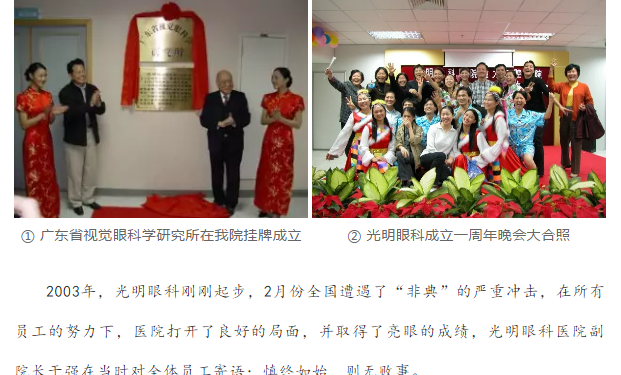 ① 广东省视觉眼科学研究所在我院挂牌成立
② 光明眼科成立一周年晚会大合照
2003年，光明眼科刚刚起步，2月份全国遭遇了“非典”的严重冲击，在所有
员工的努力下，医院打开了良好的局面，并取得了亮眼的成绩，光明眼科医院副
院长王强在当时对全体员工寄语：慎终如始，则无败事。